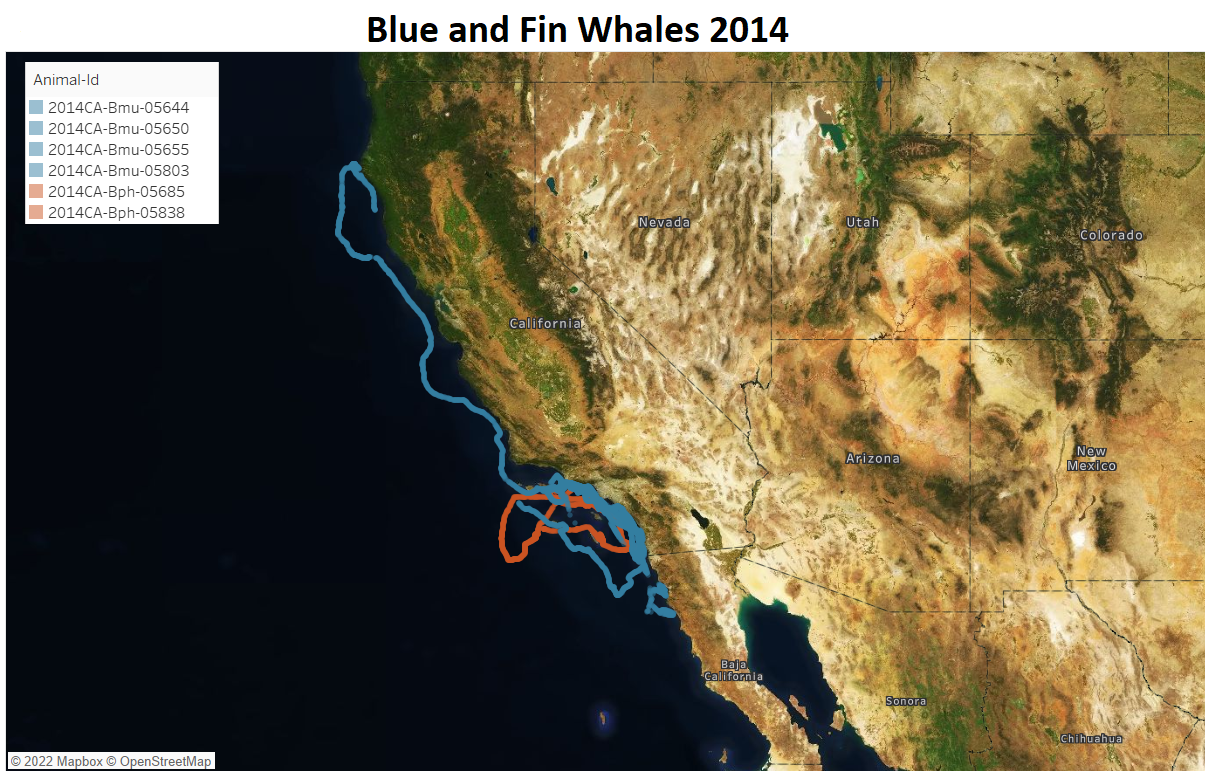 Blue and Fin Whales 2014
Animal-Id
2014CA-Bmu-05644
2014CA-Bmu-05650
2014CA-Bmu-05655
2014CA-Bmu-05803
2014CA-Bph-05685
2014CA-Bph-05838
Nevada
Utah
Colorado
California
Arizona
New
Mexico
Baja
California
Sonora
Chihuahua
© 2022 Mapbox © OpenStreetMap